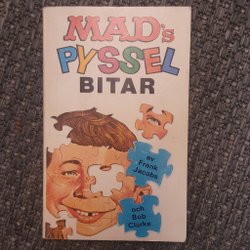 MAD's
PYSSEL
BITAR
av
Frank
Jacobs
och
Bob
Clarke